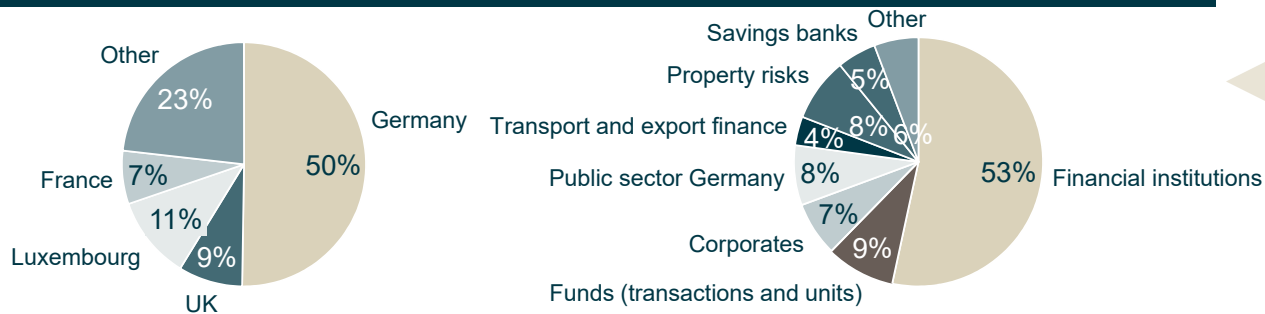 Other
23%
Germany
50%
France
7%
11%
Luxembourg
9%
UK
Other
Savings banks
5%
Property risks
8%
6%
Transport and export finance
4%
Public sector Germany
8%
53%
Financial institutions
7%
Corporates
9%
Funds (transactions and units)